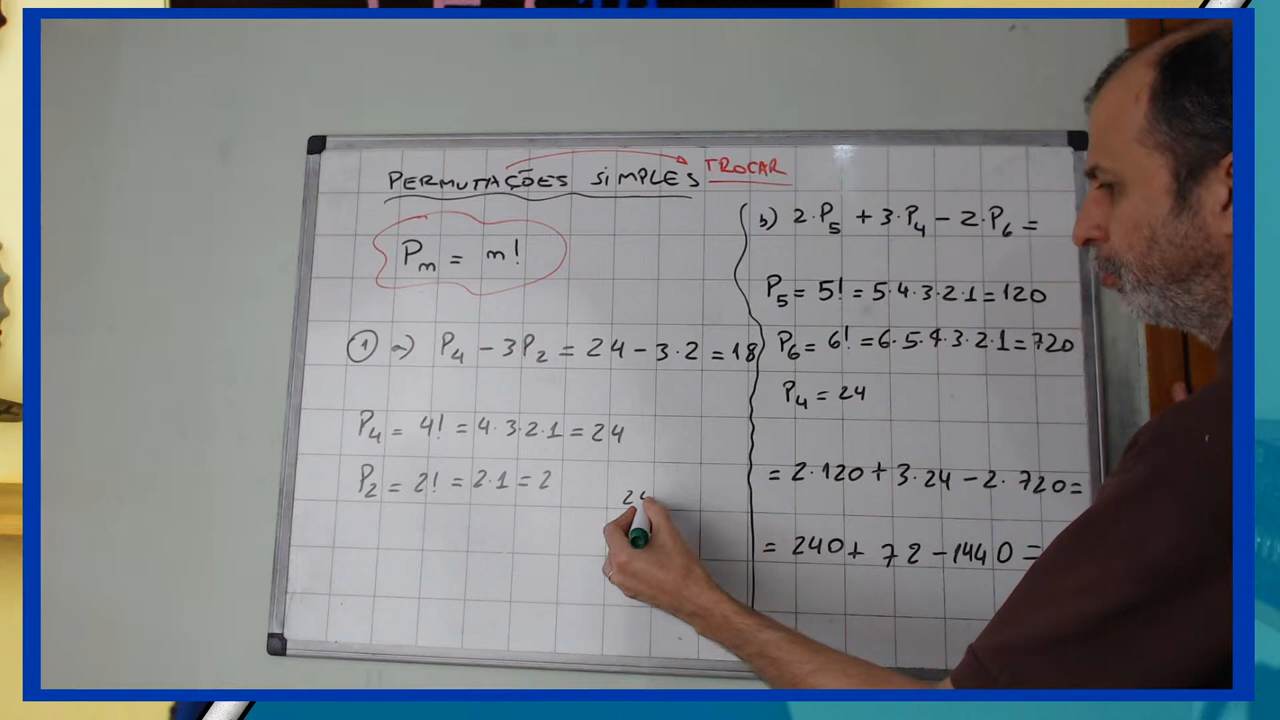 PERMUTAÇÕES SIMPLES TROCAR
Pm = m!
1 a) P4 - 3P2 = 24 - 3·2 = 18
P4 = 4! = 4·3·2·1 = 24
P2 = 2! = 2·1 = 2
24
b) 2·P5 + 3·P4 - 2·P6 =
P5 = 5! = 5·4·3·2·1 = 120
P6 = 6! = 6·5·4·3·2·1 = 720
P4 = 24
= 2·120 + 3·24 - 2·720 =
= 240 + 72 - 1440 =